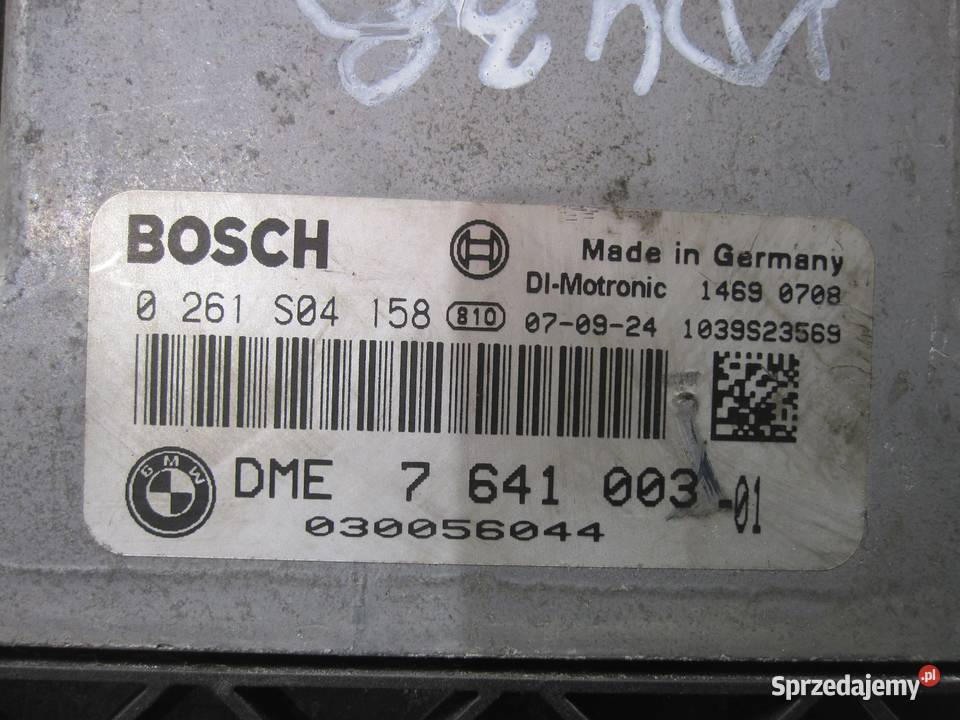 BOSCH
Made in Germany
DI-Motronic 1469 0708
0 261 S04 158 810 07-09-24 1039S23569
BMW
DME 7 641 003 -01
030056044
Sprzedajemy.pl